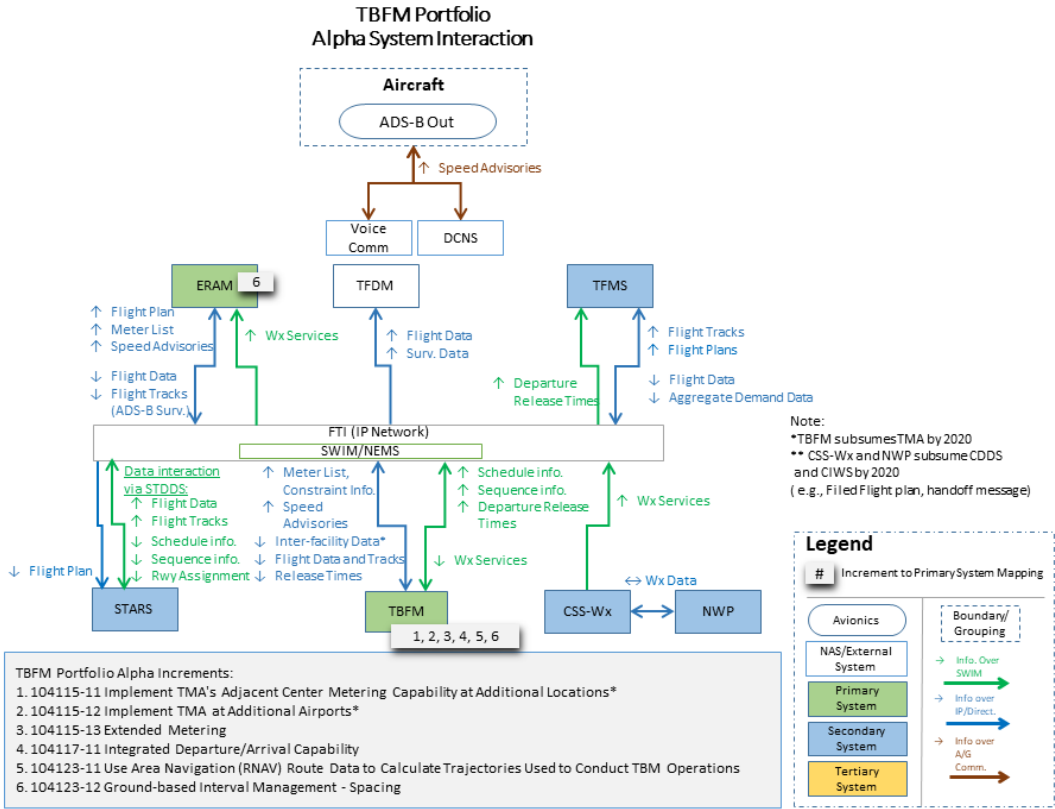 TBFM Portfolio
Alpha System Interaction
Aircraft
ADS-B Out
↑ Speed Advisories
Voice
Comm
DCNS
ERAM
6
TFDM
TFMS
↑ Flight Plan
↑ Meter List
↑ Speed Advisories
↓ Flight Data
↓ Flight Tracks
(ADS-B Surv.)
↑ Wx Services
↑ Flight Data
↑ Surv. Data
↑ Departure
Release Times
↑ Flight Tracks
↑ Flight Plans
↓ Flight Data
↓ Aggregate Demand Data
FTI (IP Network)
SWIM/NEMS
Data interaction
via STDDS:
↑ Flight Data
↑ Flight Tracks
↓ Schedule info.
↓ Sequence info.
↓ Rwy Assignment
↓ Flight Plan
↑ Meter List,
Constraint Info.
↑ Speed
Advisories
↓ Inter-facility Data*
↓ Flight Data and Tracks
↓ Release Times
↑ Schedule info.
↑ Sequence info.
↑ Departure Release
Times
↓ Wx Services
↑ Wx Services
↔ Wx Data
STARS
TBFM
1, 2, 3, 4, 5, 6
CSS-Wx
NWP
Note:
*TBFM subsumes TMA by 2020
** CSS-Wx and NWP subsume CDDS
and CIWS by 2020
( e.g., Filed Flight plan, handoff message)
Legend
# Increment to Primary System Mapping
Avionics
NAS/External
System
Primary
System
Secondary
System
Tertiary
System
Boundary/
Grouping
→ Info. Over
SWIM
→ Info over
IP/Direct.
→ Info over
A/G
Comm.
TBFM Portfolio Alpha Increments:
1. 104115-11 Implement TMA's Adjacent Center Metering Capability at Additional Locations*
2. 104115-12 Implement TMA at Additional Airports*
3. 104115-13 Extended Metering
4. 104117-11 Integrated Departure/Arrival Capability
5. 104123-11 Use Area Navigation (RNAV) Route Data to Calculate Trajectories Used to Conduct TBM Operations
6. 104123-12 Ground-based Interval Management - Spacing